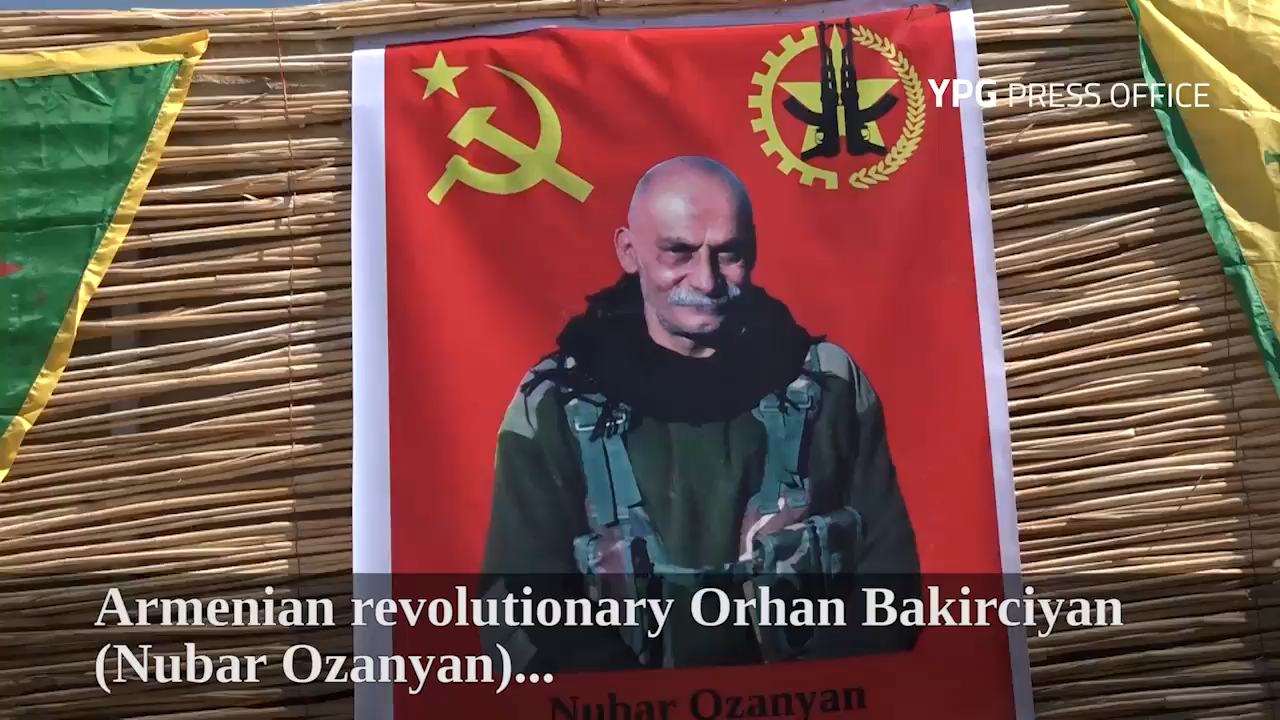 YPG PRESS OFFICE
Armenian revolutionary Orhan Bakirciyan
(Nubar Ozanyan)...
Nubar Ozanyan